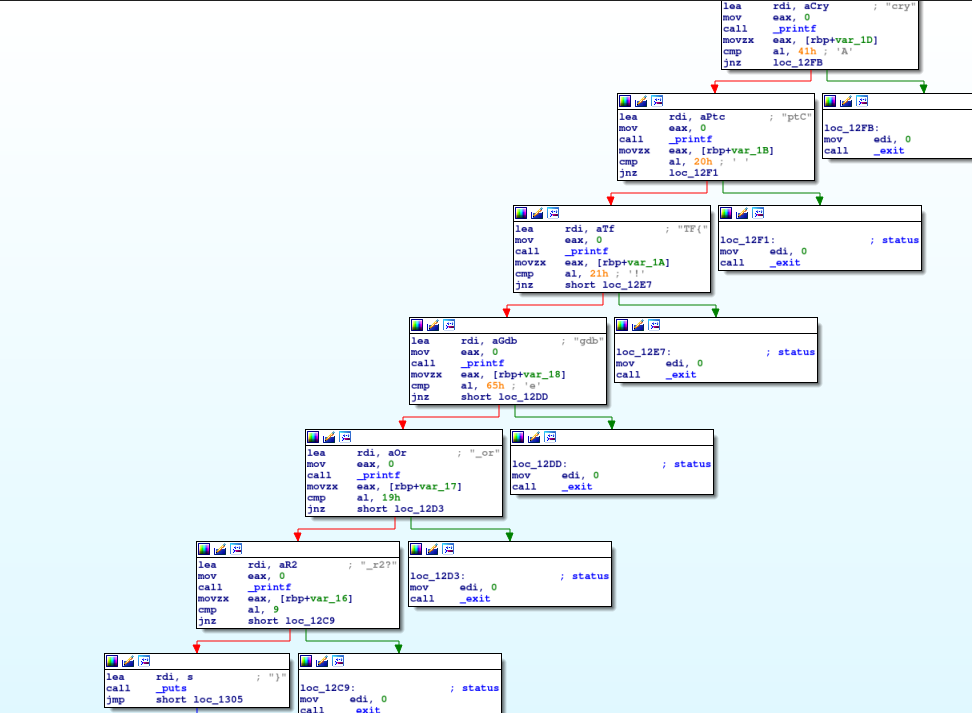 lea rdi, aCry ; "cry"
mov eax, 0
call _printf
movzx eax, [rbp+var_1D]
cmp al, 41h ; 'A'
jnz loc_12FB
lea rdi, aPtc ; "ptC"
mov eax, 0
call _printf
movzx eax, [rbp+var_1B]
cmp al, 20h ; ' '
jnz loc_12F1
loc_12FB:
mov edi, 0
call _exit
lea rdi, aTf ; "TF{"
mov eax, 0
call _printf
movzx eax, [rbp+var_1A]
cmp al, 21h ; '!'
jnz short loc_12E7
loc_12F1: ; status
mov edi, 0
call _exit
lea rdi, aGdb ; "gdb"
mov eax, 0
call _printf
movzx eax, [rbp+var_18]
cmp al, 65h ; 'e'
jnz short loc_12DD
loc_12E7: ; status
mov edi, 0
call _exit
lea rdi, aOr ; "_or"
mov eax, 0
call _printf
movzx eax, [rbp+var_17]
cmp al, 19h
jnz short loc_12D3
loc_12DD: ; status
mov edi, 0
call _exit
lea rdi, aR2 ; "_r2?"
mov eax, 0
call _printf
movzx eax, [rbp+var_16]
cmp al, 9
jnz short loc_12C9
loc_12D3: ; status
mov edi, 0
call _exit
lea rdi, s ; "}"
call _puts
jmp short loc_1305
loc_12C9: ; status
mov edi, 0
call _exit